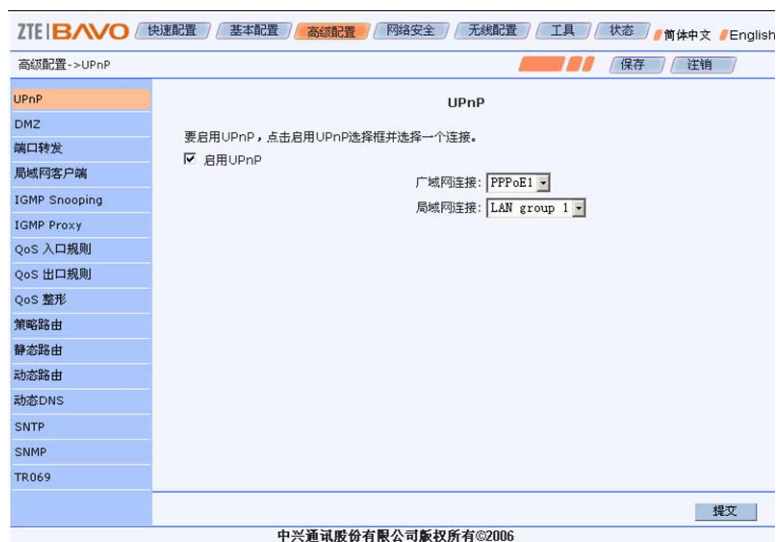 ZTE|BAVO 快速配置 基本配置 高级配置 网络安全 无线配置 工具 状态 简体中文 English
高级配置->UPnP 保存 注销
UPnP
DMZ
端口转发
局域网客户端
IGMP Snooping
IGMP Proxy
QoS 入口规则
QoS 出口规则
QoS 整形
策略路由
静态路由
动态路由
动态DNS
SNTP
SNMP
TR069
UPnP
要启用UPnP，点击启用UPnP选择框并选择一个连接。
启用UPnP
广域网连接: PPPoE1
局域网连接: LAN group 1
提交
中兴通讯股份有限公司版权所有©2006